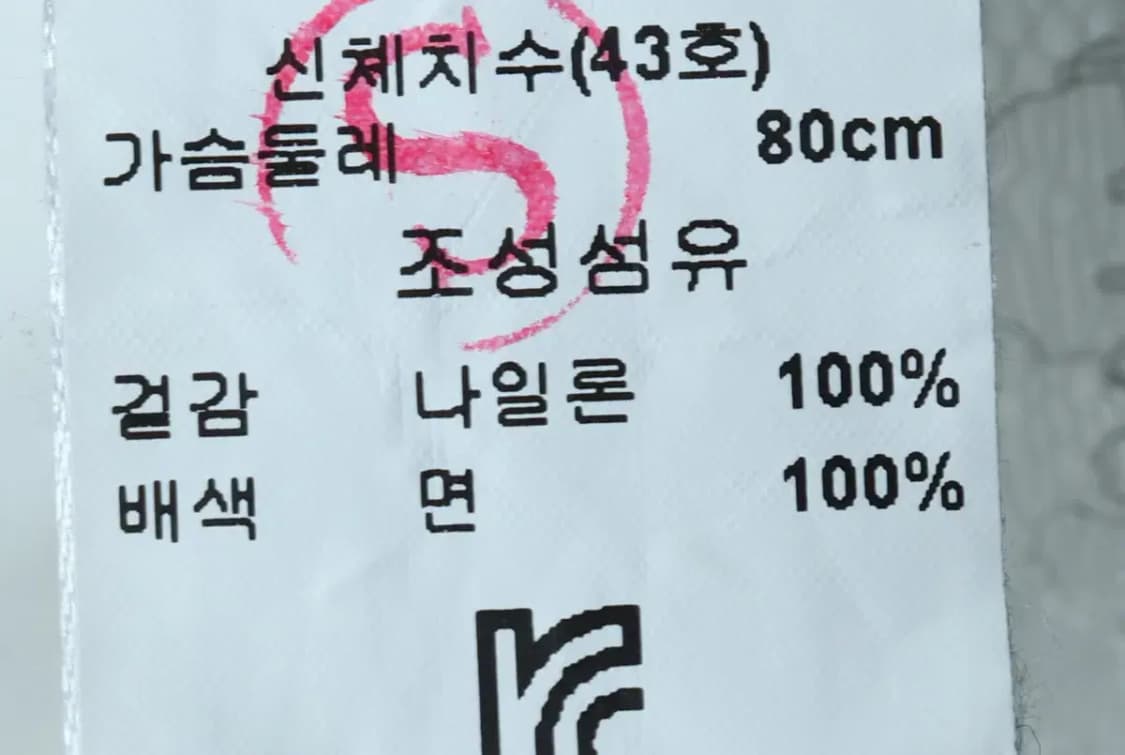 신체치수(43호)
가슴둘레 80cm
조성섬유
겉감 나일론 100%
배색 면 100%
S